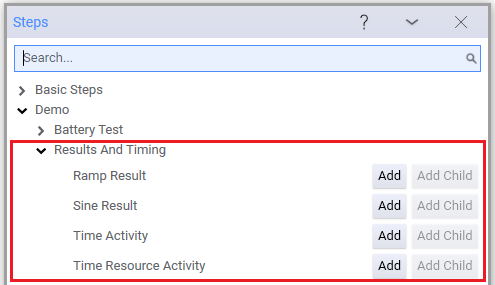 Steps ?
Search...
Basic Steps
Demo
Battery Test
Results And Timing
Ramp Result Add Add Child
Sine Result Add Add Child
Time Activity Add Add Child
Time Resource Activity Add Add Child